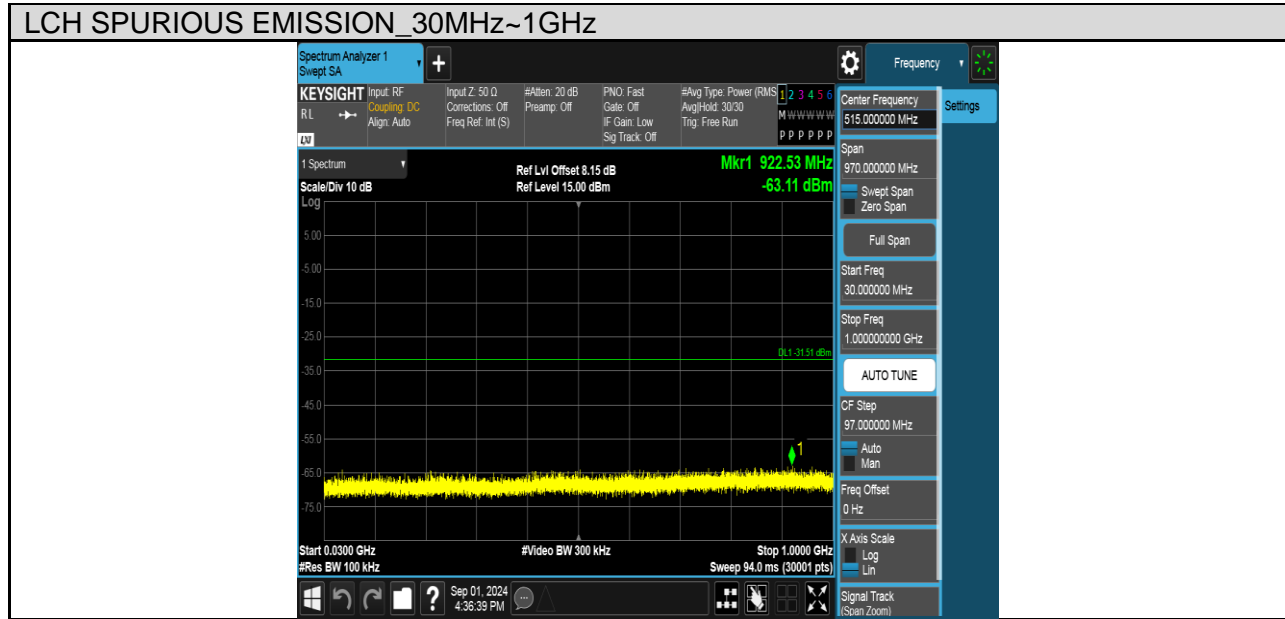 LCH SPURIOUS EMISSION_30MHz~1GHz
Spectrum Analyzer 1
Swept SA
+
Frequency
KEYSIGHT
RL
LXI
Input: RF
Coupling: DC
Align: Auto
Input Z: 50 Ω
Corrections: Off
Freq Ref: Int (S)
#Atten: 20 dB
Preamp: Off
PNO: Fast
Gate: Off
IF Gain: Low
Sig Track: Off
#Avg Type: Power (RMS
Avg|Hold: 30/30
Trig: Free Run
1 2 3 4 5 6
M W W W W W
P P P P P P
1 Spectrum
Scale/Div 10 dB
Ref Lvl Offset 8.15 dB
Ref Level 15.00 dBm
Mkr1 922.53 MHz
-63.11 dBm
Log
5.00
-5.00
-15.0
-25.0
DL1 -31.51 dBm
-35.0
-45.0
-55.0
1
-65.0
-75.0
Start 0.0300 GHz
#Video BW 300 kHz
Stop 1.0000 GHz
#Res BW 100 kHz
Sweep 94.0 ms (30001 pts)
?
Sep 01, 2024
4:36:39 PM
Center Frequency
515.000000 MHz
Settings
Span
970.000000 MHz
Swept Span
Zero Span
Full Span
Start Freq
30.000000 MHz
Stop Freq
1.000000000 GHz
AUTO TUNE
CF Step
97.000000 MHz
Auto
Man
Freq Offset
0 Hz
X Axis Scale
Log
Lin
Signal Track
(Span Zoom)